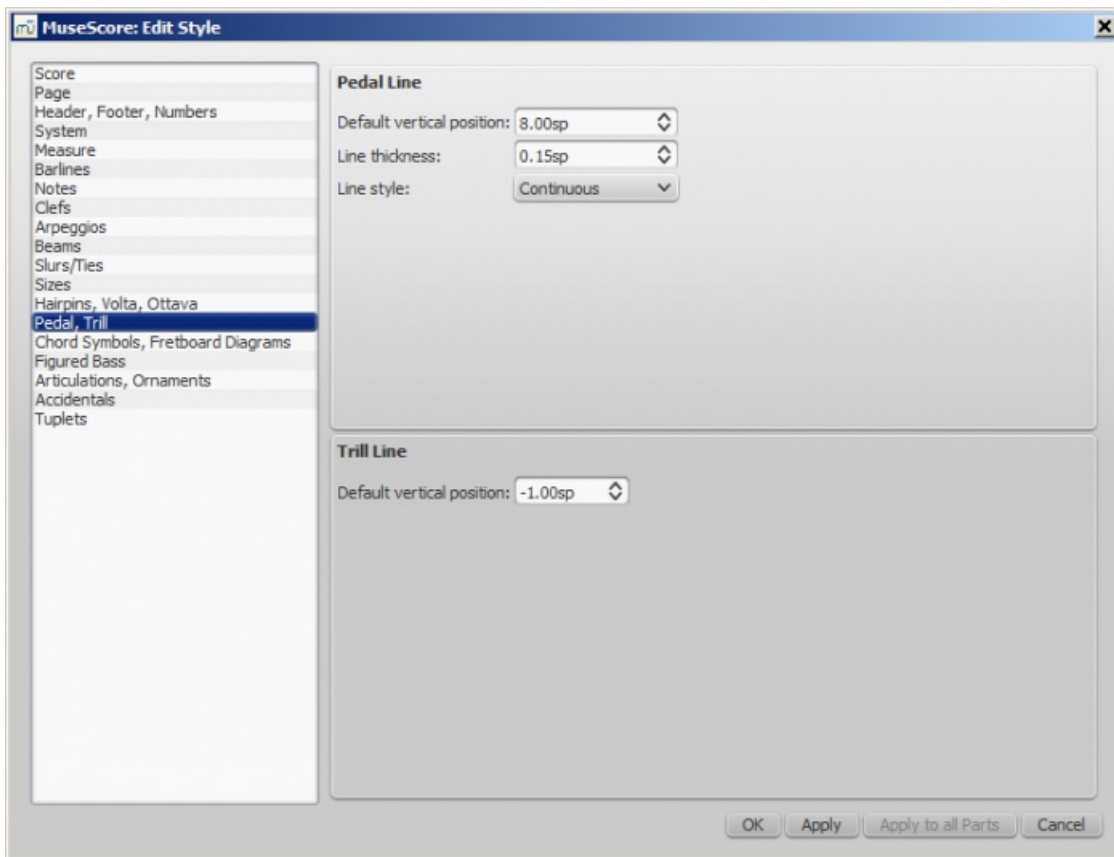 MuseScore: Edit Style
Score
Page
Header, Footer, Numbers
System
Measure
Barlines
Notes
Clefs
Arpeggios
Beams
Slurs/Ties
Sizes
Hairpins, Volta, Ottava
Pedal, Trill
Chord Symbols, Fretboard Diagrams
Figured Bass
Articulations, Ornaments
Accidentals
Tuplets
Pedal Line
Default vertical position: 8.00sp
Line thickness: 0.15sp
Line style: Continuous
Trill Line
Default vertical position: -1.00sp
OK Apply Apply to all Parts Cancel